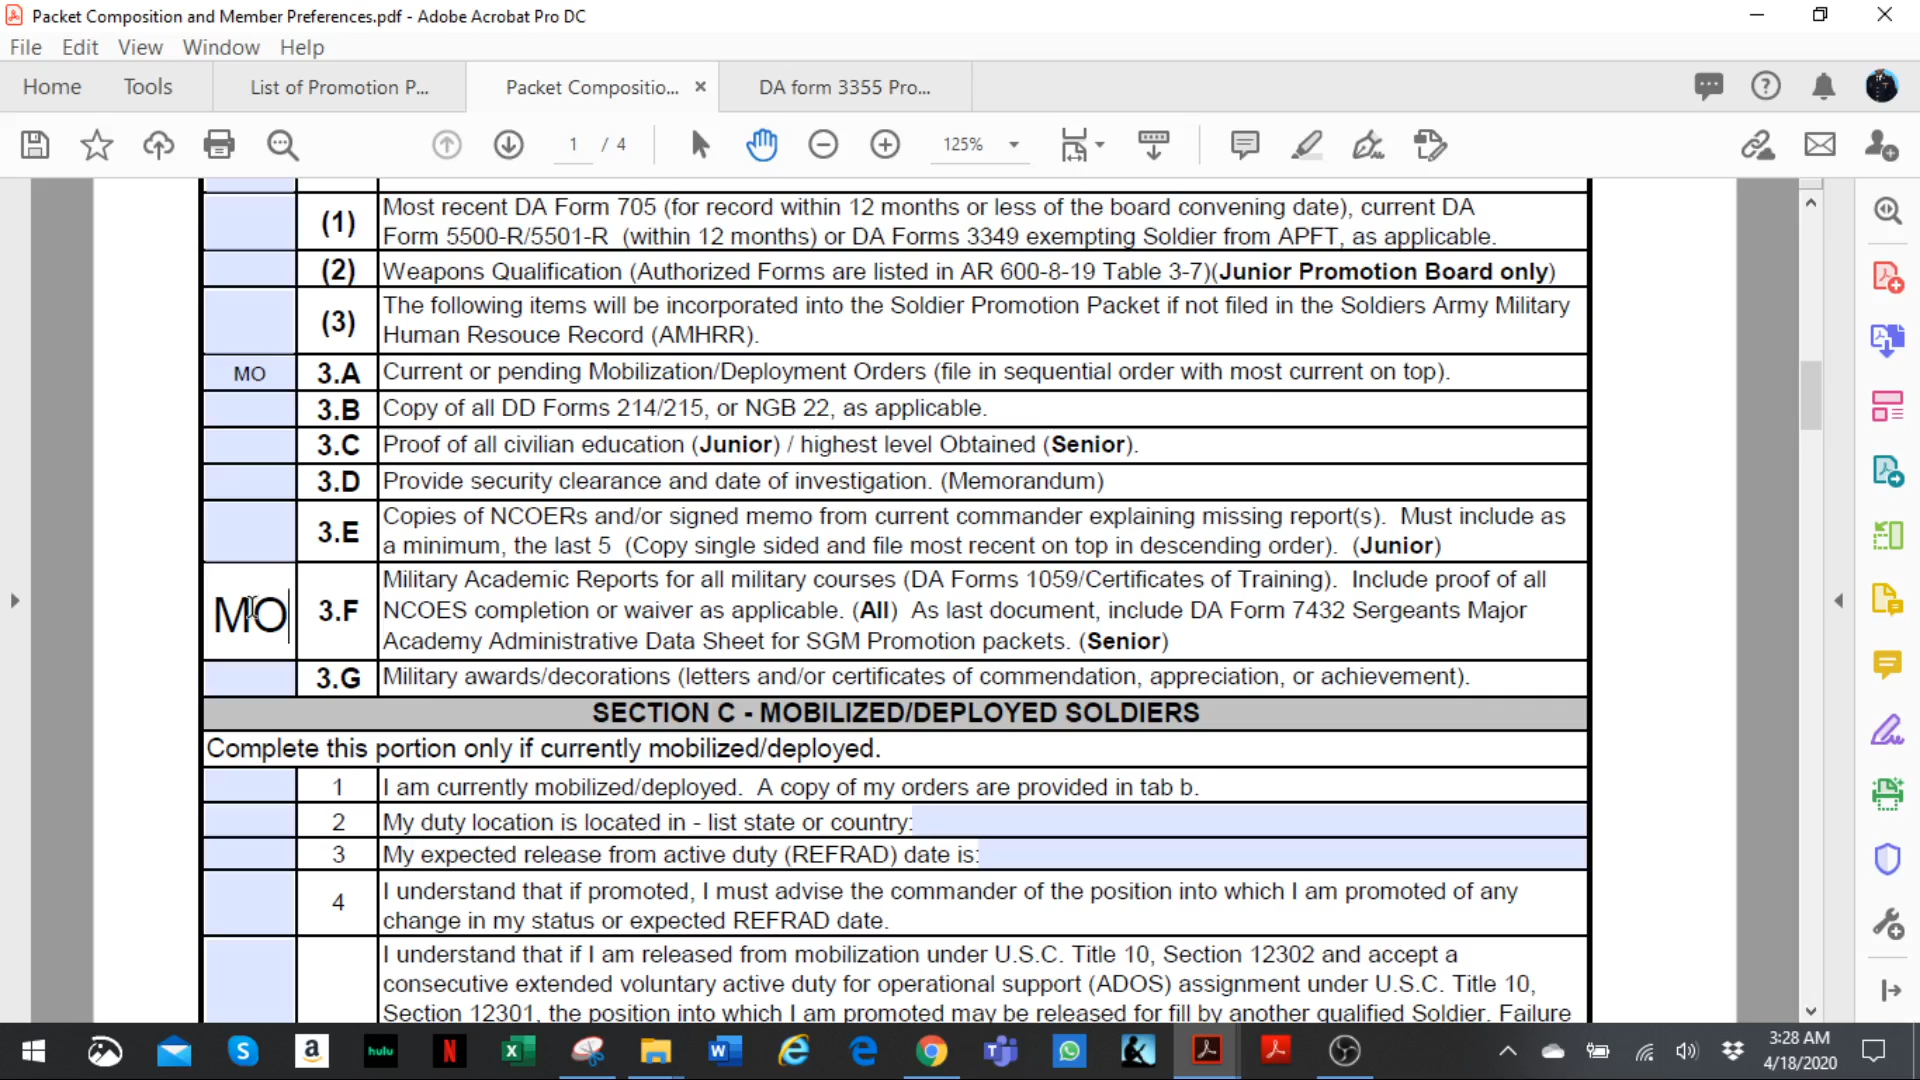 Packet Composition and Member Preferences.pdf - Adobe Acrobat Pro DC
File Edit View Window Help
Home Tools List of Promotion P... Packet Compositio... × DA form 3355 Pro...
1 / 4 125%
(1) Most recent DA Form 705 (for record within 12 months or less of the board convening date), current DA
Form 5500-R/5501-R (within 12 months) or DA Forms 3349 exempting Soldier from APFT, as applicable.
(2) Weapons Qualification (Authorized Forms are listed in AR 600-8-19 Table 3-7)(Junior Promotion Board only)
(3) The following items will be incorporated into the Soldier Promotion Packet if not filed in the Soldiers Army Military
Human Resouce Record (AMHRR).
MO 3.A Current or pending Mobilization/Deployment Orders (file in sequential order with most current on top).
3.B Copy of all DD Forms 214/215, or NGB 22, as applicable.
3.C Proof of all civilian education (Junior) / highest level Obtained (Senior).
3.D Provide security clearance and date of investigation. (Memorandum)
3.E Copies of NCOERs and/or signed memo from current commander explaining missing report(s). Must include as
a minimum, the last 5 (Copy single sided and file most recent on top in descending order). (Junior)
MO 3.F Military Academic Reports for all military courses (DA Forms 1059/Certificates of Training). Include proof of all
NCOES completion or waiver as applicable. (All) As last document, include DA Form 7432 Sergeants Major
Academy Administrative Data Sheet for SGM Promotion packets. (Senior)
3.G Military awards/decorations (letters and/or certificates of commendation, appreciation, or achievement).
SECTION C - MOBILIZED/DEPLOYED SOLDIERS
Complete this portion only if currently mobilized/deployed.
1 I am currently mobilized/deployed. A copy of my orders are provided in tab b.
2 My duty location is located in - list state or country:
3 My expected release from active duty (REFRAD) date is:
4 I understand that if promoted, I must advise the commander of the position into which I am promoted of any
change in my status or expected REFRAD date.
I understand that if I am released from mobilization under U.S.C. Title 10, Section 12302 and accept a
consecutive extended voluntary active duty for operational support (ADOS) assignment under U.S.C. Title 10,
Section 12301, the position into which I am promoted may be released for fill by another qualified Soldier. Failure
hulu
3:28 AM
4/18/2020